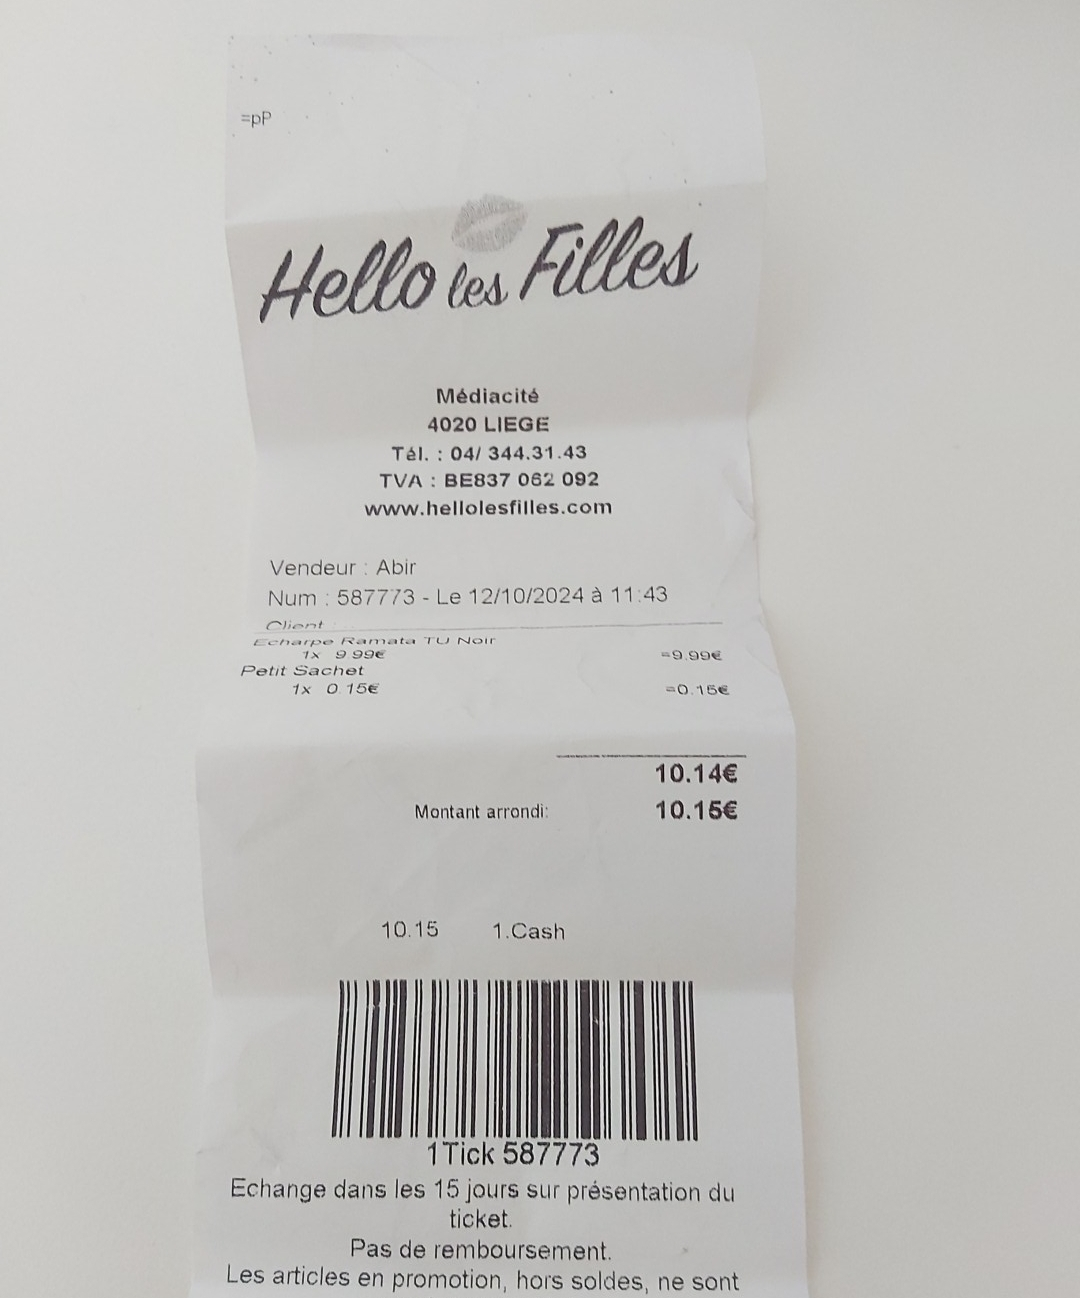 =pP
Hello les Filles
Médiacité
4020 LIEGE
Tél. : 04/ 344.31.43
TVA : BE837 062 092
www.hellolesfilles.com
Vendeur : Abir
Num : 587773 - Le 12/10/2024 à 11:43
Client :
Echarpe Ramata TU Noir
1x 9.99€ =9.99€
Petit Sachet
1x 0.15€ =0.15€
10.14€
Montant arrondi: 10.15€
10.15 1.Cash
1Tick 587773
Echange dans les 15 jours sur présentation du
ticket.
Pas de remboursement.
Les articles en promotion, hors soldes, ne sont